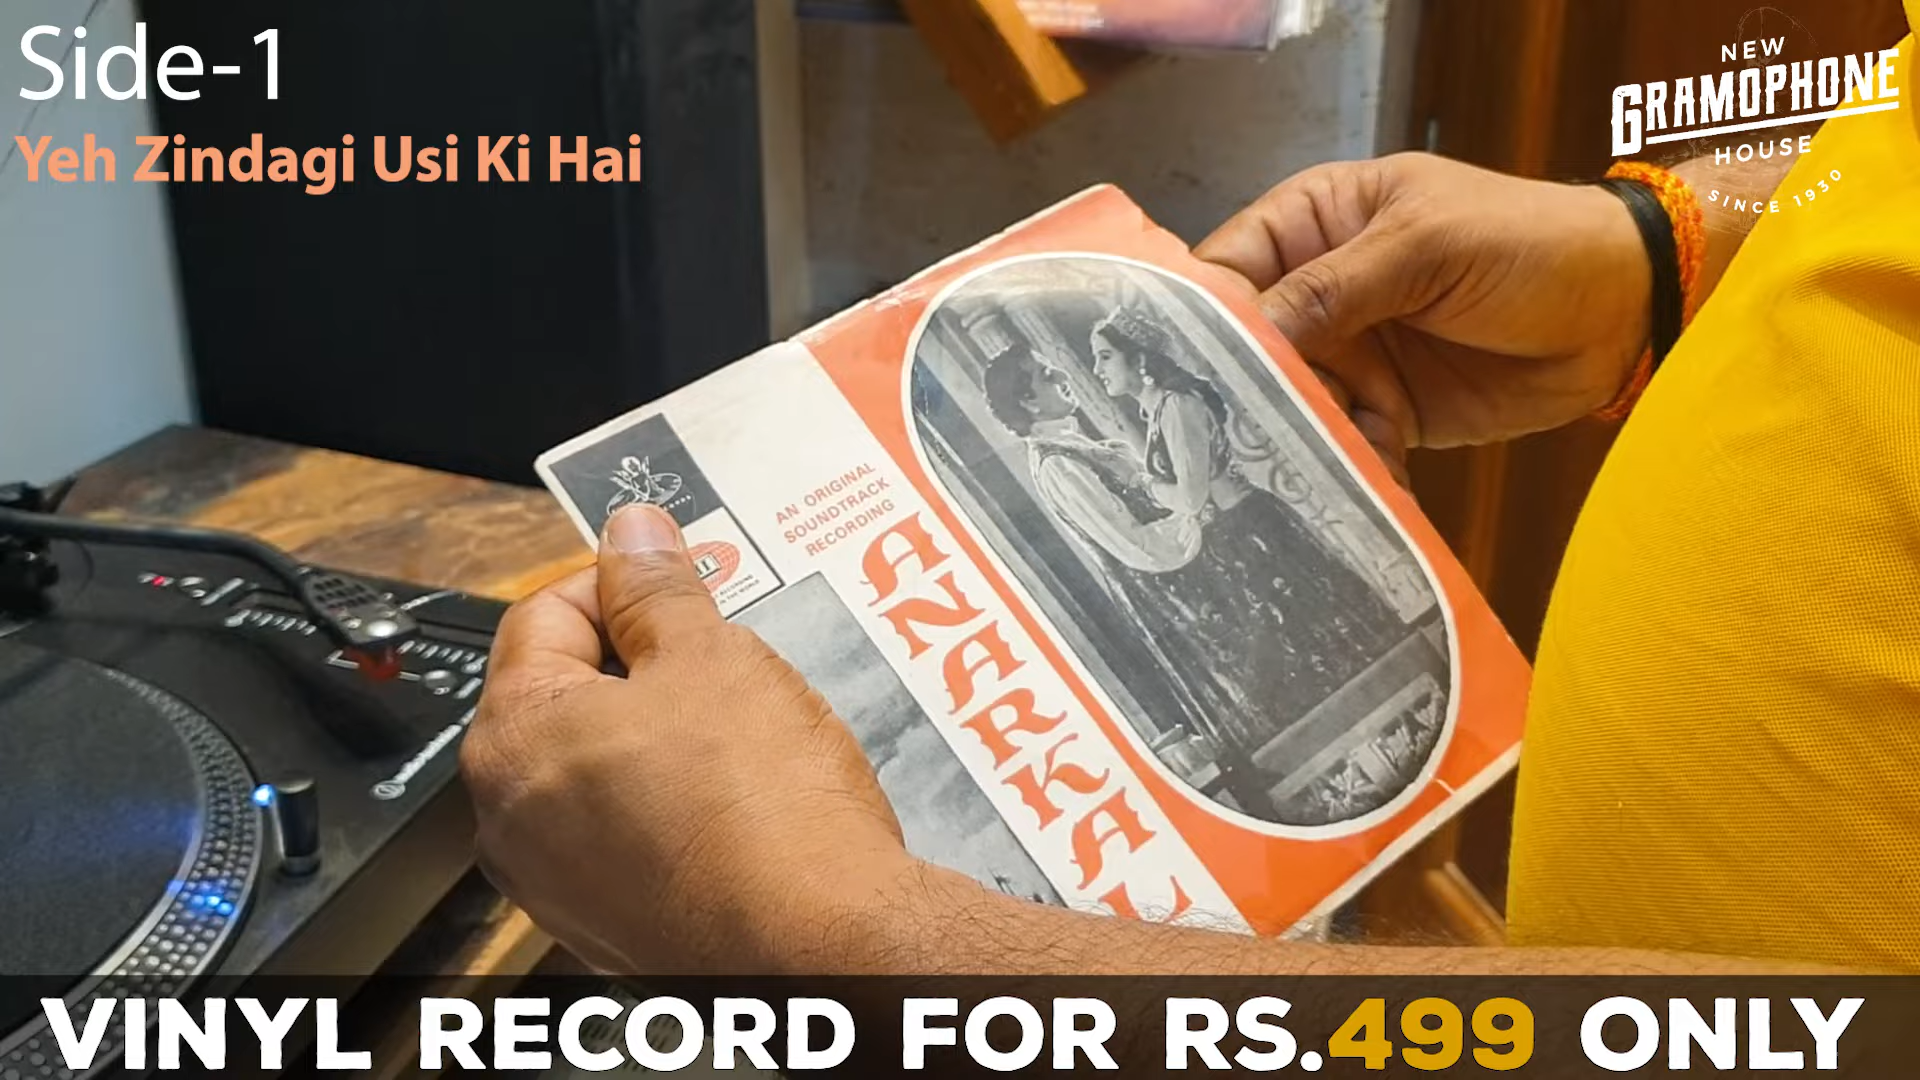 Side-1
Yeh Zindagi Usi Ki Hai
NEW
GRAMOPHONE
HOUSE
SINCE 1930
AN ORIGINAL
SOUNDTRACK
RECORDING
ANARKAL
VINYL RECORD FOR RS.499 ONLY